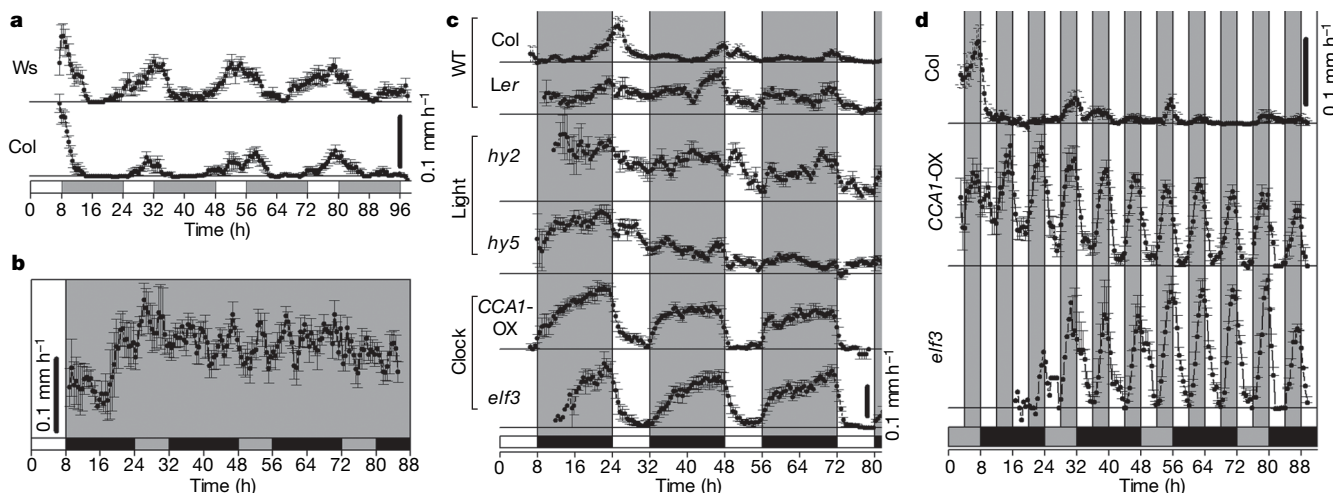 a
Ws
Col
0.1 mm h⁻¹
0 8 16 24 32 40 48 56 64 72 80 88 96
Time (h)
b
0.1 mm h⁻¹
0 8 16 24 32 40 48 56 64 72 80 88
Time (h)
c
WT
Col
Ler
Light
hy2
hy5
Clock
CCA1-
OX
elf3
0.1 mm h⁻¹
0 8 16 24 32 40 48 56 64 72 80
Time (h)
d
Col
0.1 mm h⁻¹
CCA1-OX
elf3
0 8 16 24 32 40 48 56 64 72 80 88
Time (h)